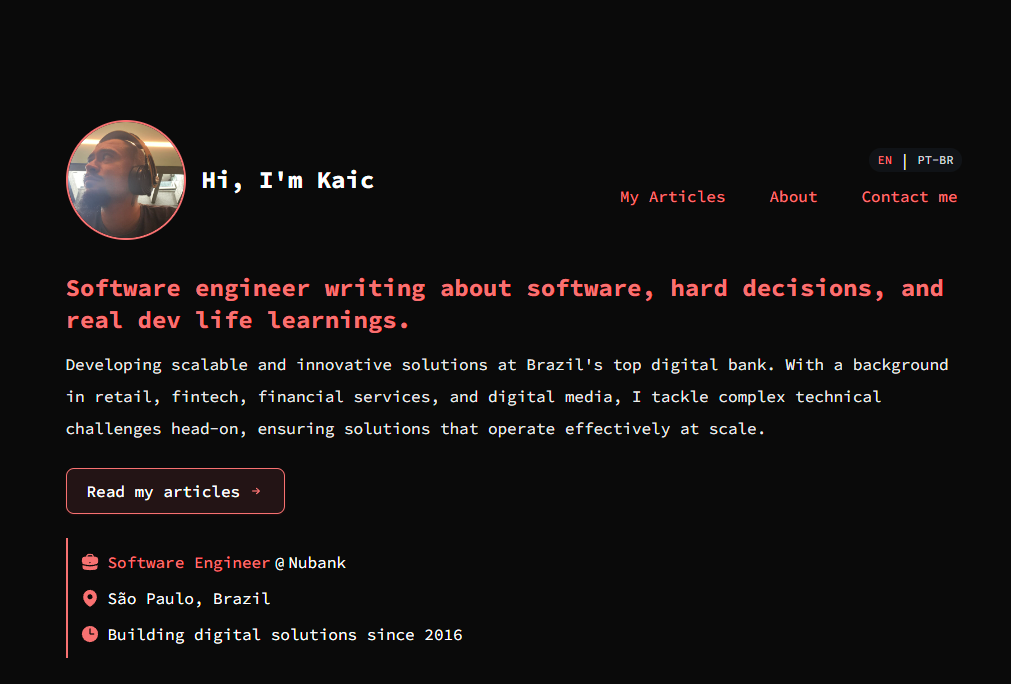 Hi, I'm Kaic
EN | PT-BR
My Articles About Contact me
Software engineer writing about software, hard decisions, and
real dev life learnings.
Developing scalable and innovative solutions at Brazil's top digital bank. With a background
in retail, fintech, financial services, and digital media, I tackle complex technical
challenges head-on, ensuring solutions that operate effectively at scale.
Read my articles →
Software Engineer @ Nubank
São Paulo, Brazil
Building digital solutions since 2016